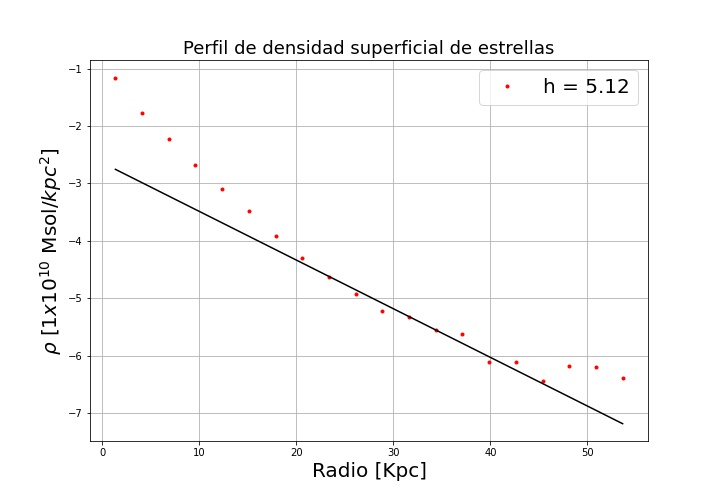 Perfil de densidad superficial de estrellas
h = 5.12
−1
−2
−3
−4
−5
−6
−7
ρ [1x10¹⁰ Msol/kpc²]
0 10 20 30 40 50
Radio [Kpc]